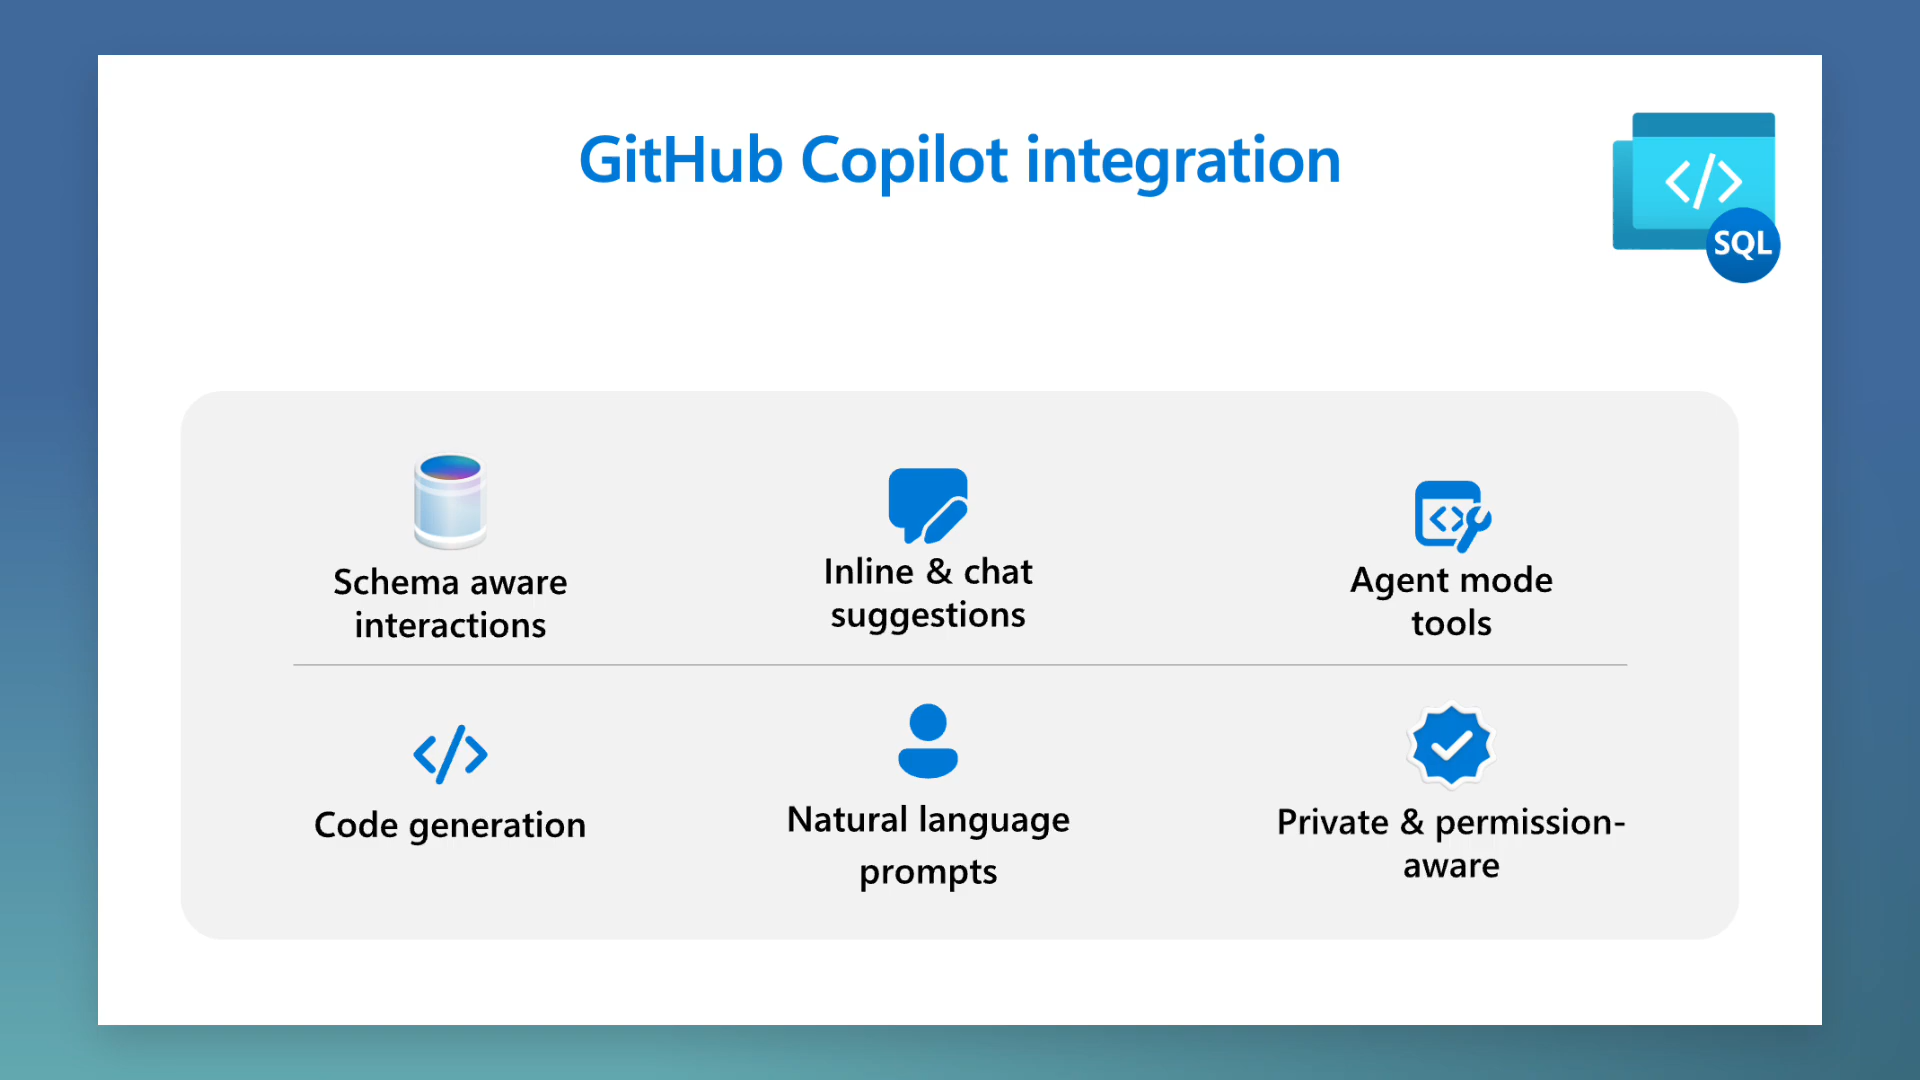 GitHub Copilot integration
</>
SQL
Schema aware
interactions
Inline & chat
suggestions
Agent mode
tools
Code generation
Natural language
prompts
Private & permission-
aware